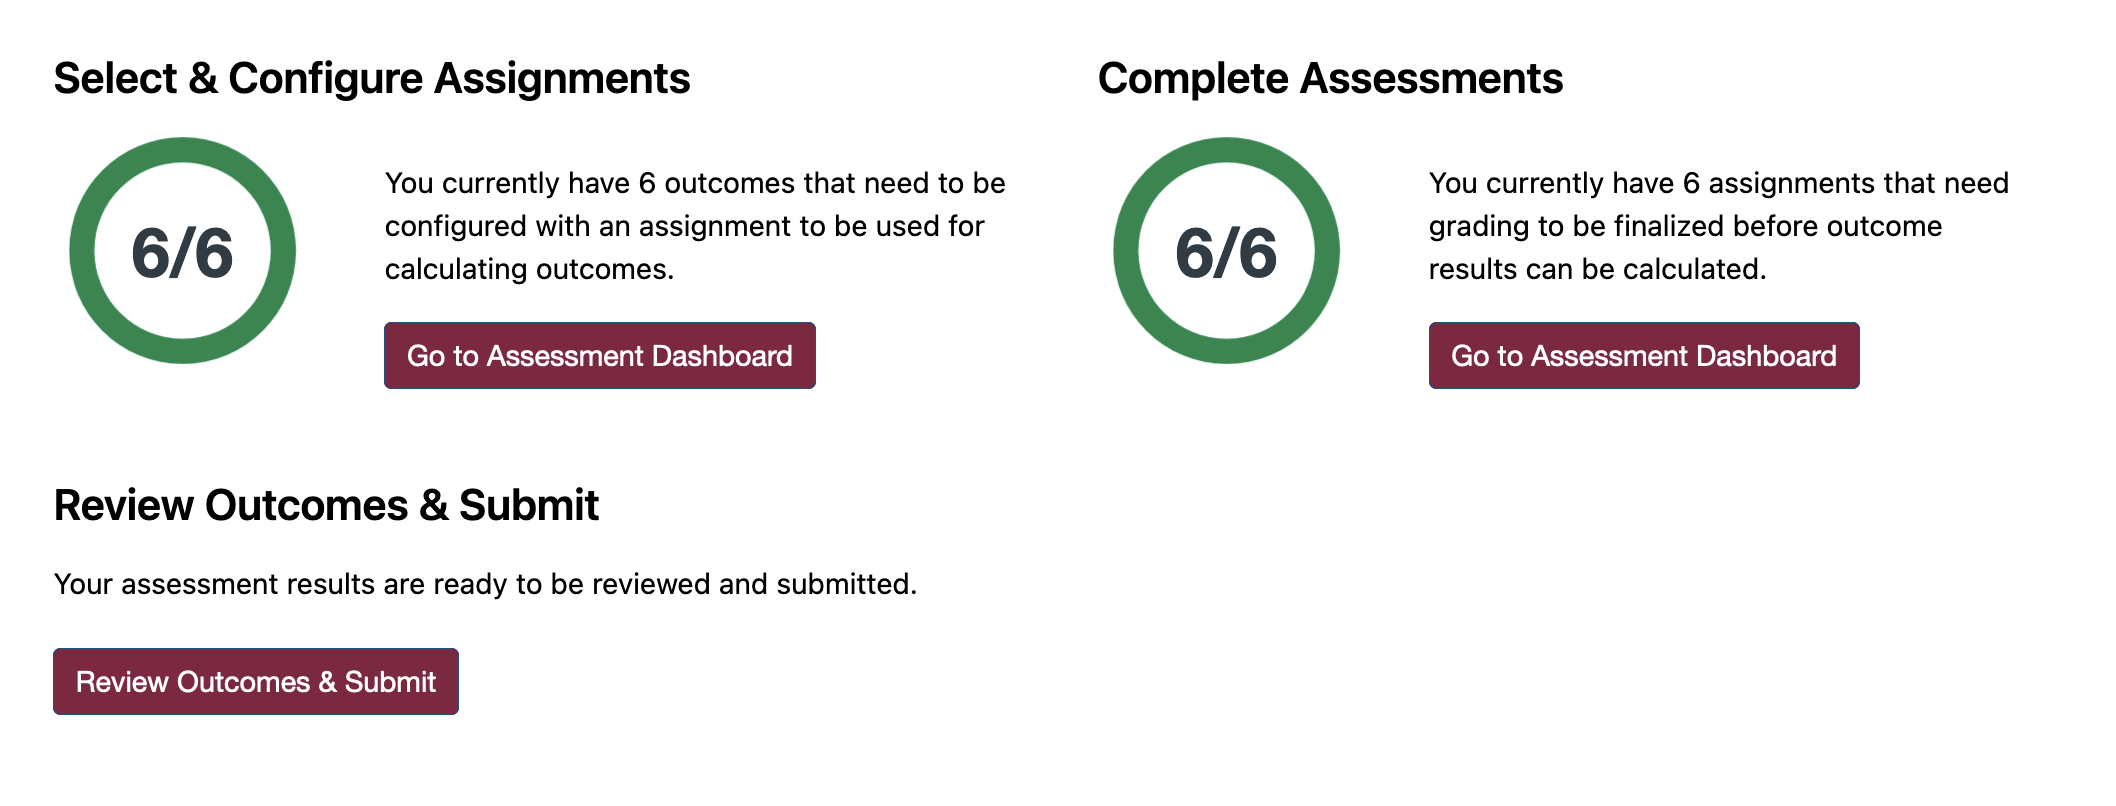 Select & Configure Assignments
6/6
You currently have 6 outcomes that need to be
configured with an assignment to be used for
calculating outcomes.
Go to Assessment Dashboard
Complete Assessments
6/6
You currently have 6 assignments that need
grading to be finalized before outcome
results can be calculated.
Go to Assessment Dashboard
Review Outcomes & Submit
Your assessment results are ready to be reviewed and submitted.
Review Outcomes & Submit